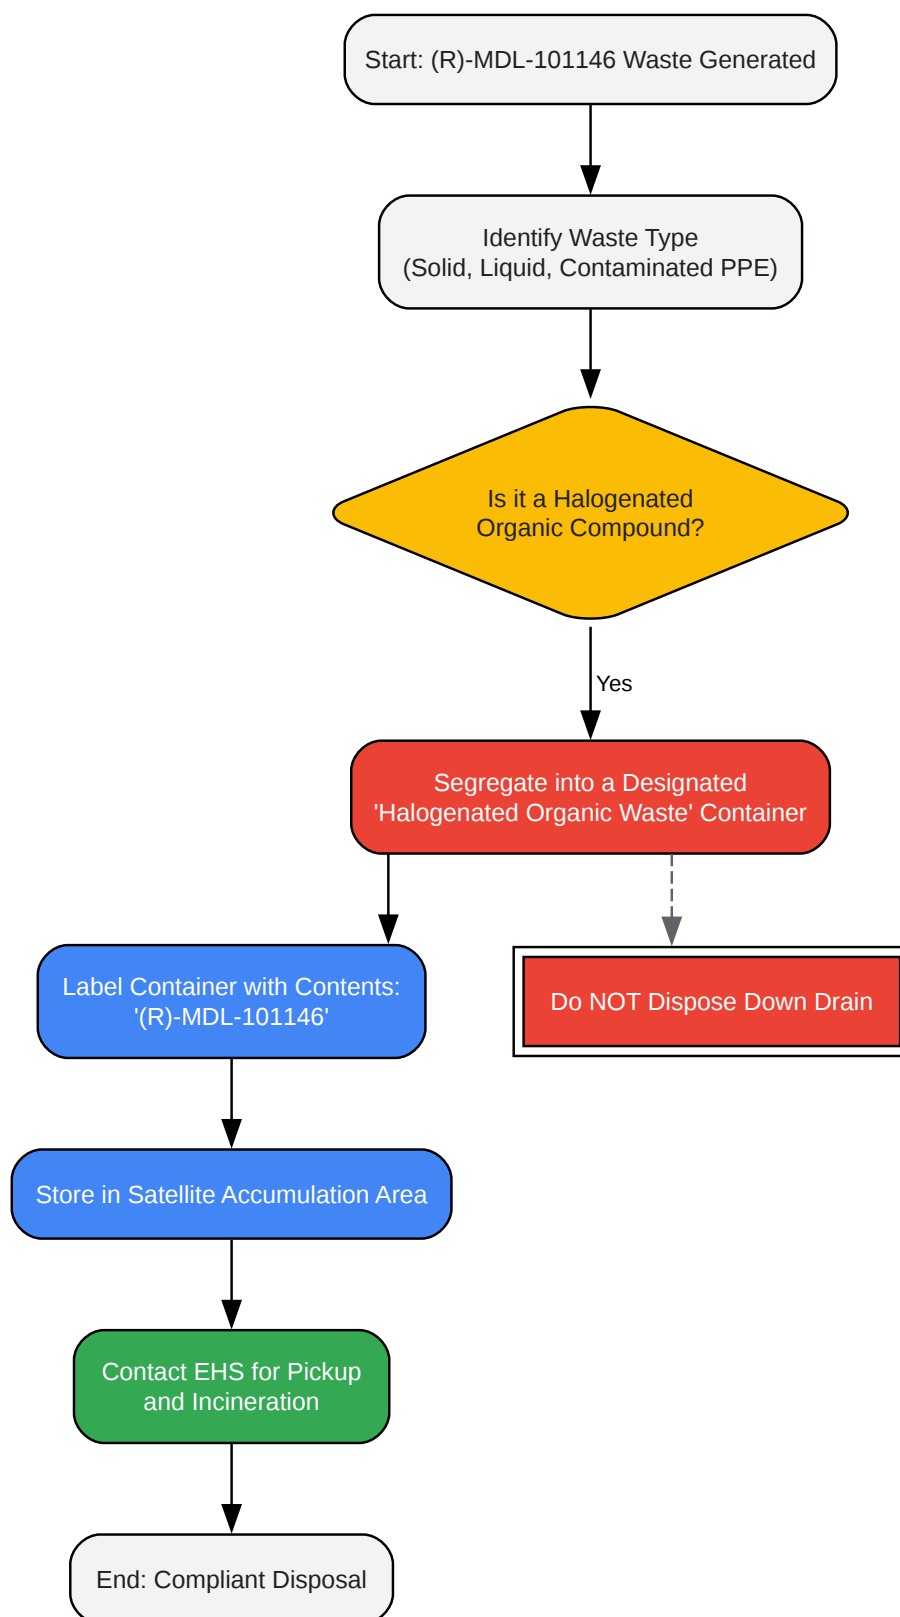 Start: (R)-MDL-101146 Waste Generated
Identify Waste Type
(Solid, Liquid, Contaminated PPE)
Is it a Halogenated
Organic Compound?
Yes
Segregate into a Designated
'Halogenated Organic Waste' Container
Label Container with Contents:
'(R)-MDL-101146'
Do NOT Dispose Down Drain
Store in Satellite Accumulation Area
Contact EHS for Pickup
and Incineration
End: Compliant Disposal